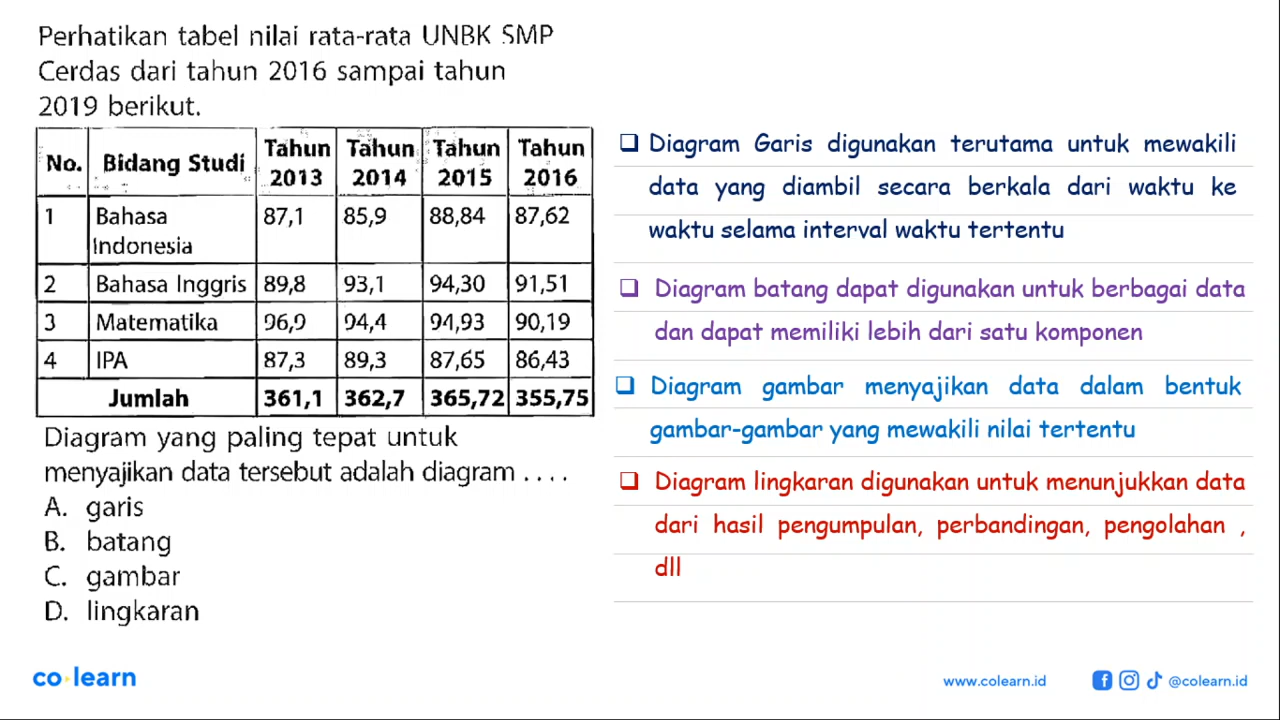 Perhatikan tabel nilai rata-rata UNBK SMP
Cerdas dari tahun 2016 sampai tahun
2019 berikut.
No. Bidang Studi Tahun 2013 Tahun 2014 Tahun 2015 Tahun 2016
1 Bahasa Indonesia 87,1 85,9 88,84 87,62
2 Bahasa Inggris 89,8 93,1 94,30 91,51
3 Matematika 96,9 94,4 94,93 90,19
4 IPA 87,3 89,3 87,65 86,43
Jumlah 361,1 362,7 365,72 355,75
Diagram yang paling tepat untuk
menyajikan data tersebut adalah diagram . . . .
A. garis
B. batang
C. gambar
D. lingkaran
❑ Diagram Garis digunakan terutama untuk mewakili
data yang diambil secara berkala dari waktu ke
waktu selama interval waktu tertentu
❑ Diagram batang dapat digunakan untuk berbagai data
dan dapat memiliki lebih dari satu komponen
❑ Diagram gambar menyajikan data dalam bentuk
gambar-gambar yang mewakili nilai tertentu
❑ Diagram lingkaran digunakan untuk menunjukkan data
dari hasil pengumpulan, perbandingan, pengolahan ,
dll
co learn
www.colearn.id
@colearn.id